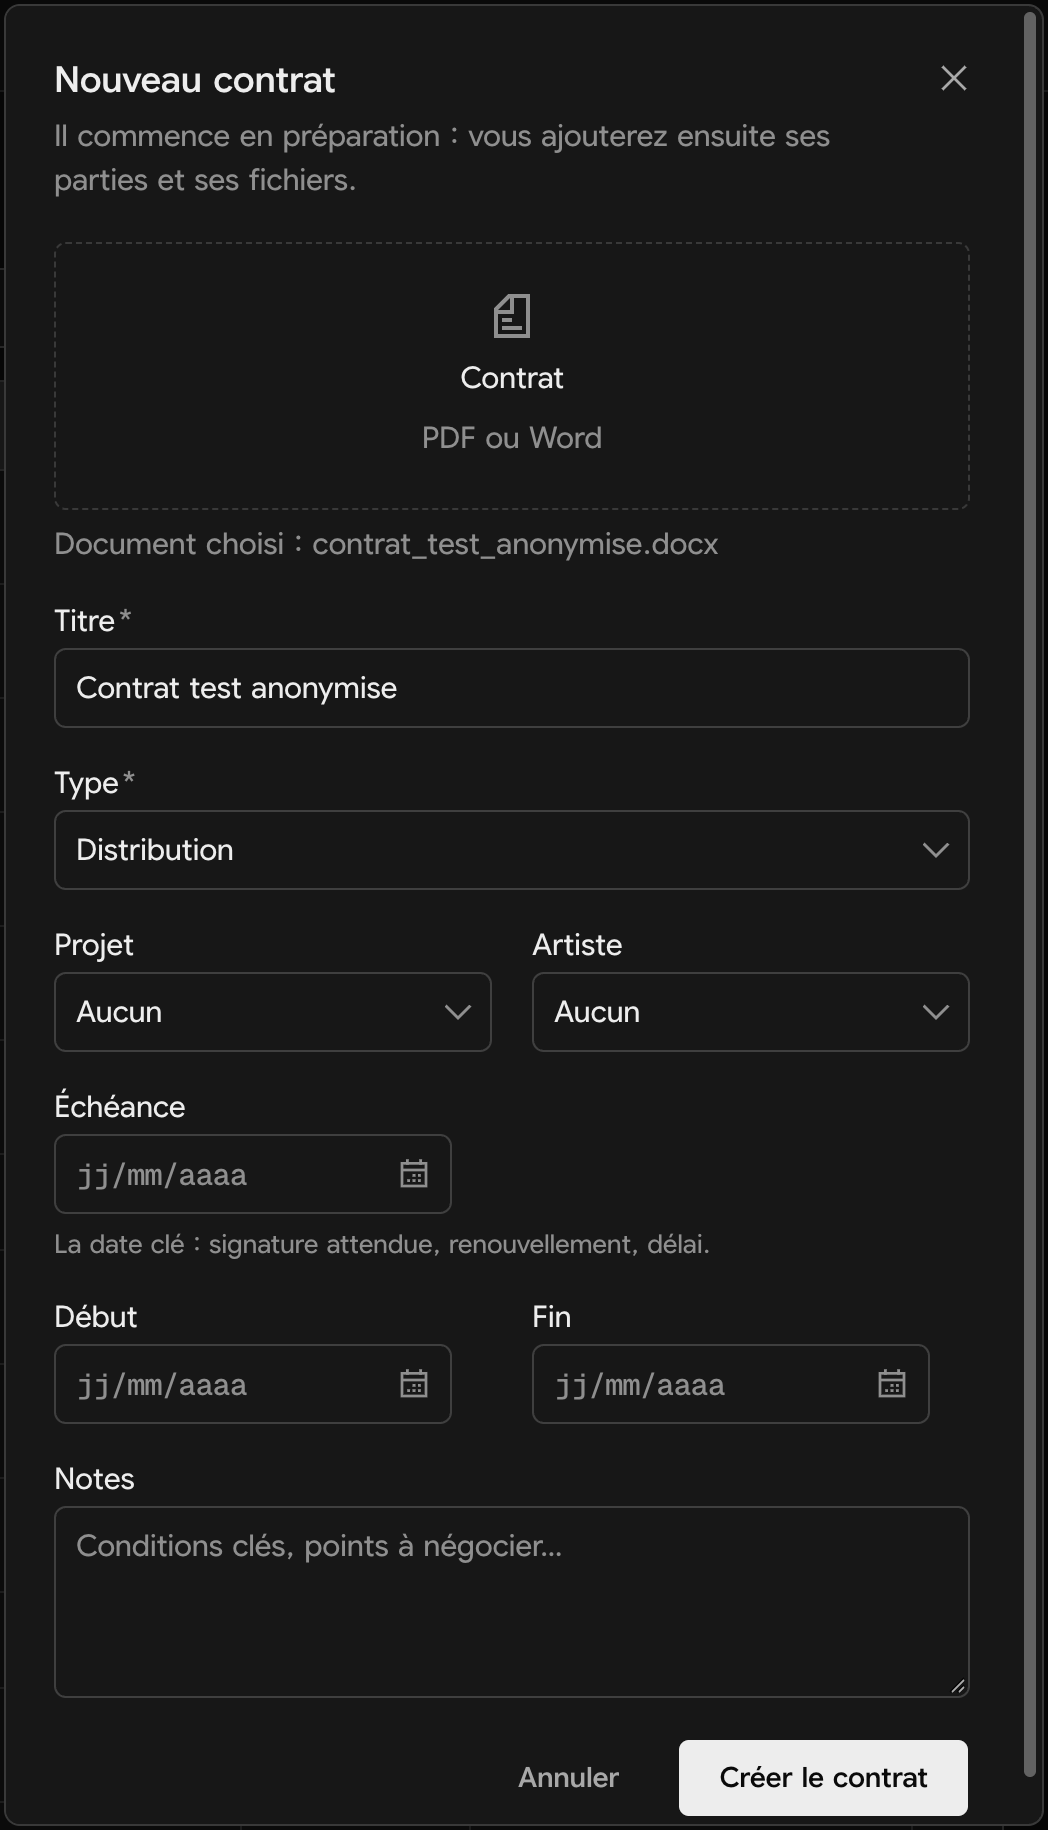 Nouveau contrat
Il commence en préparation : vous ajouterez ensuite ses
parties et ses fichiers.
Contrat
PDF ou Word
Document choisi : contrat_test_anonymise.docx
Titre*
Contrat test anonymise
Type*
Distribution
Projet
Artiste
Aucun
Aucun
Échéance
jj/mm/aaaa
La date clé : signature attendue, renouvellement, délai.
Début
Fin
jj/mm/aaaa
jj/mm/aaaa
Notes
Conditions clés, points à négocier...
Annuler
Créer le contrat